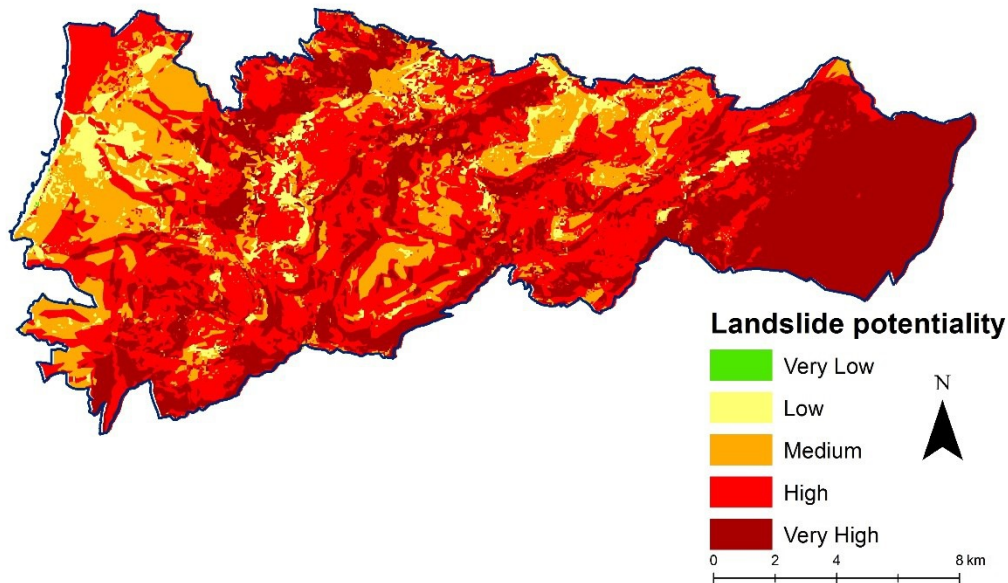 Landslide potentiality
Very Low
Low
Medium
High
Very High
N
0 2 4 8 km